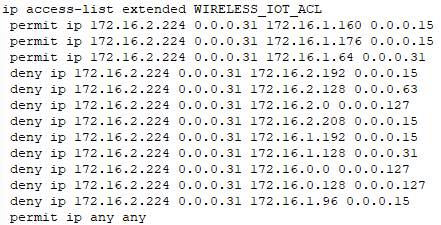 ip access-list extended WIRELESS_IOT_ACL
permit ip 172.16.2.224 0.0.0.31 172.16.1.160 0.0.0.15
permit ip 172.16.2.224 0.0.0.31 172.16.1.176 0.0.0.15
permit ip 172.16.2.224 0.0.0.31 172.16.1.64 0.0.0.31
deny ip 172.16.2.224 0.0.0.31 172.16.2.192 0.0.0.15
deny ip 172.16.2.224 0.0.0.31 172.16.2.128 0.0.0.63
deny ip 172.16.2.224 0.0.0.31 172.16.2.0 0.0.0.127
deny ip 172.16.2.224 0.0.0.31 172.16.2.208 0.0.0.15
deny ip 172.16.2.224 0.0.0.31 172.16.1.192 0.0.0.15
deny ip 172.16.2.224 0.0.0.31 172.16.1.128 0.0.0.31
deny ip 172.16.2.224 0.0.0.31 172.16.0.0 0.0.0.127
deny ip 172.16.2.224 0.0.0.31 172.16.0.128 0.0.0.127
deny ip 172.16.2.224 0.0.0.31 172.16.1.96 0.0.0.15
permit ip any any